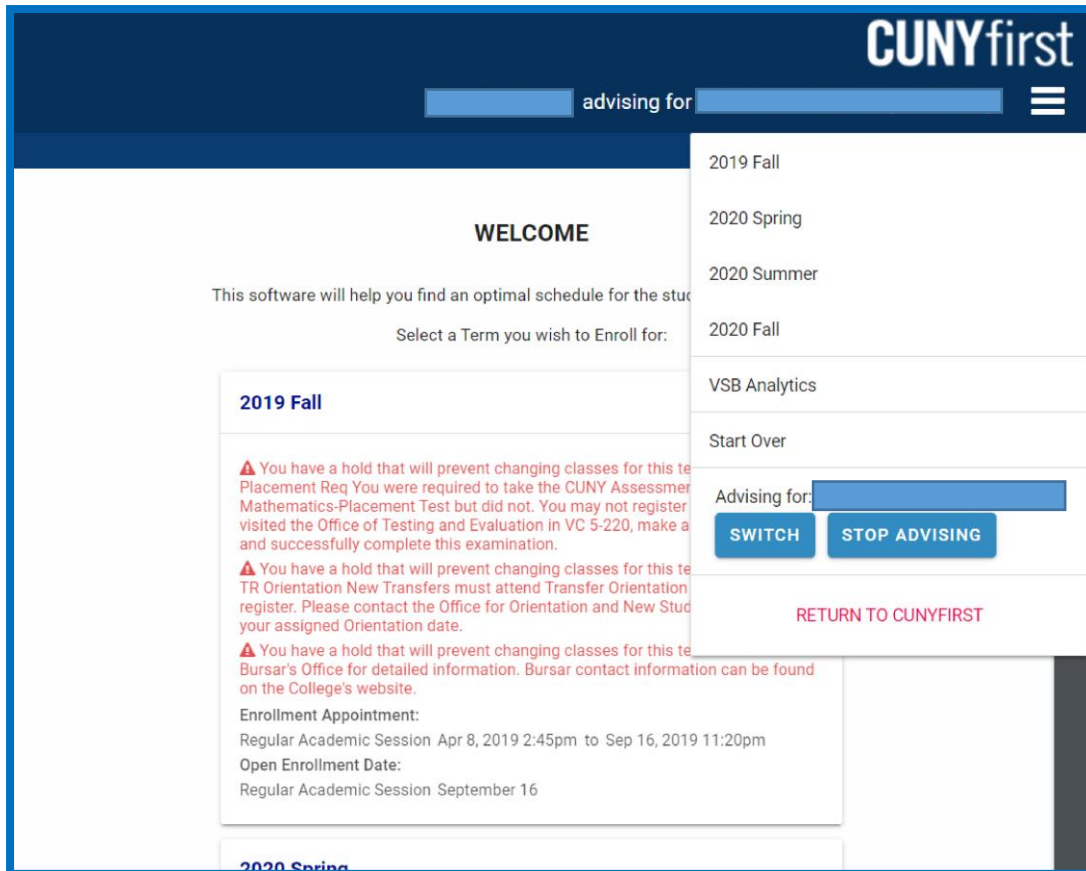 CUNYfirst
advising for
2019 Fall
2020 Spring
2020 Summer
2020 Fall
VSB Analytics
Start Over
Advising for:
SWITCH STOP ADVISING
RETURN TO CUNYFIRST
WELCOME
This software will help you find an optimal schedule for the
Select a Term you wish to Enroll for:
2019 Fall
You have a hold that will prevent changing classes for this
Placement Req You were required to take the CUNY
Mathematics-Placement Test but did not. You may not register
visited the Office of Testing and Evaluation in VC 5-220, make a
and successfully complete this examination.
You have a hold that will prevent changing classes for this
TR Orientation New Transfers must attend Transfer Orientation
register. Please contact the Office for Orientation and New
your assigned Orientation date.
You have a hold that will prevent changing classes for this
Bursar's Office for detailed information. Bursar contact information can be found
on the College's website.
Enrollment Appointment:
Regular Academic Session Apr 8, 2019 2:45pm to Sep 16, 2019 11:20pm
Open Enrollment Date:
Regular Academic Session September 16
2020 Spring